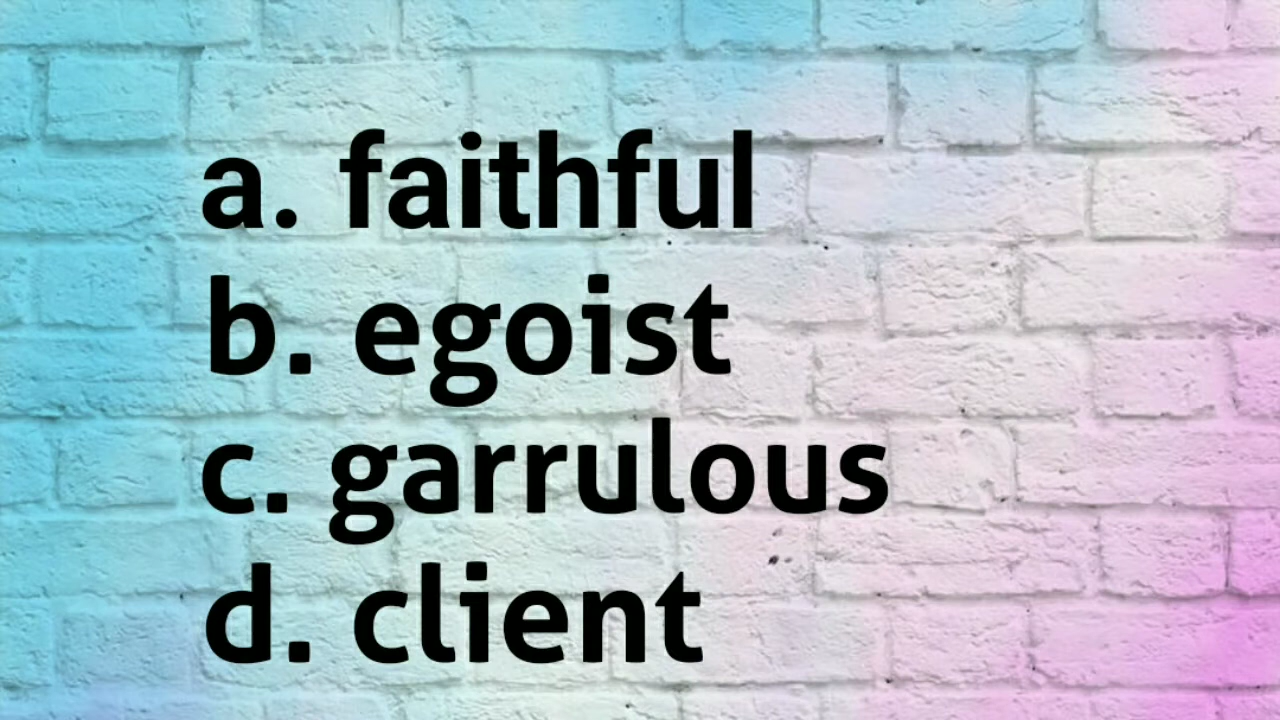 a. faithful
b. egoist
c. garrulous
d. client